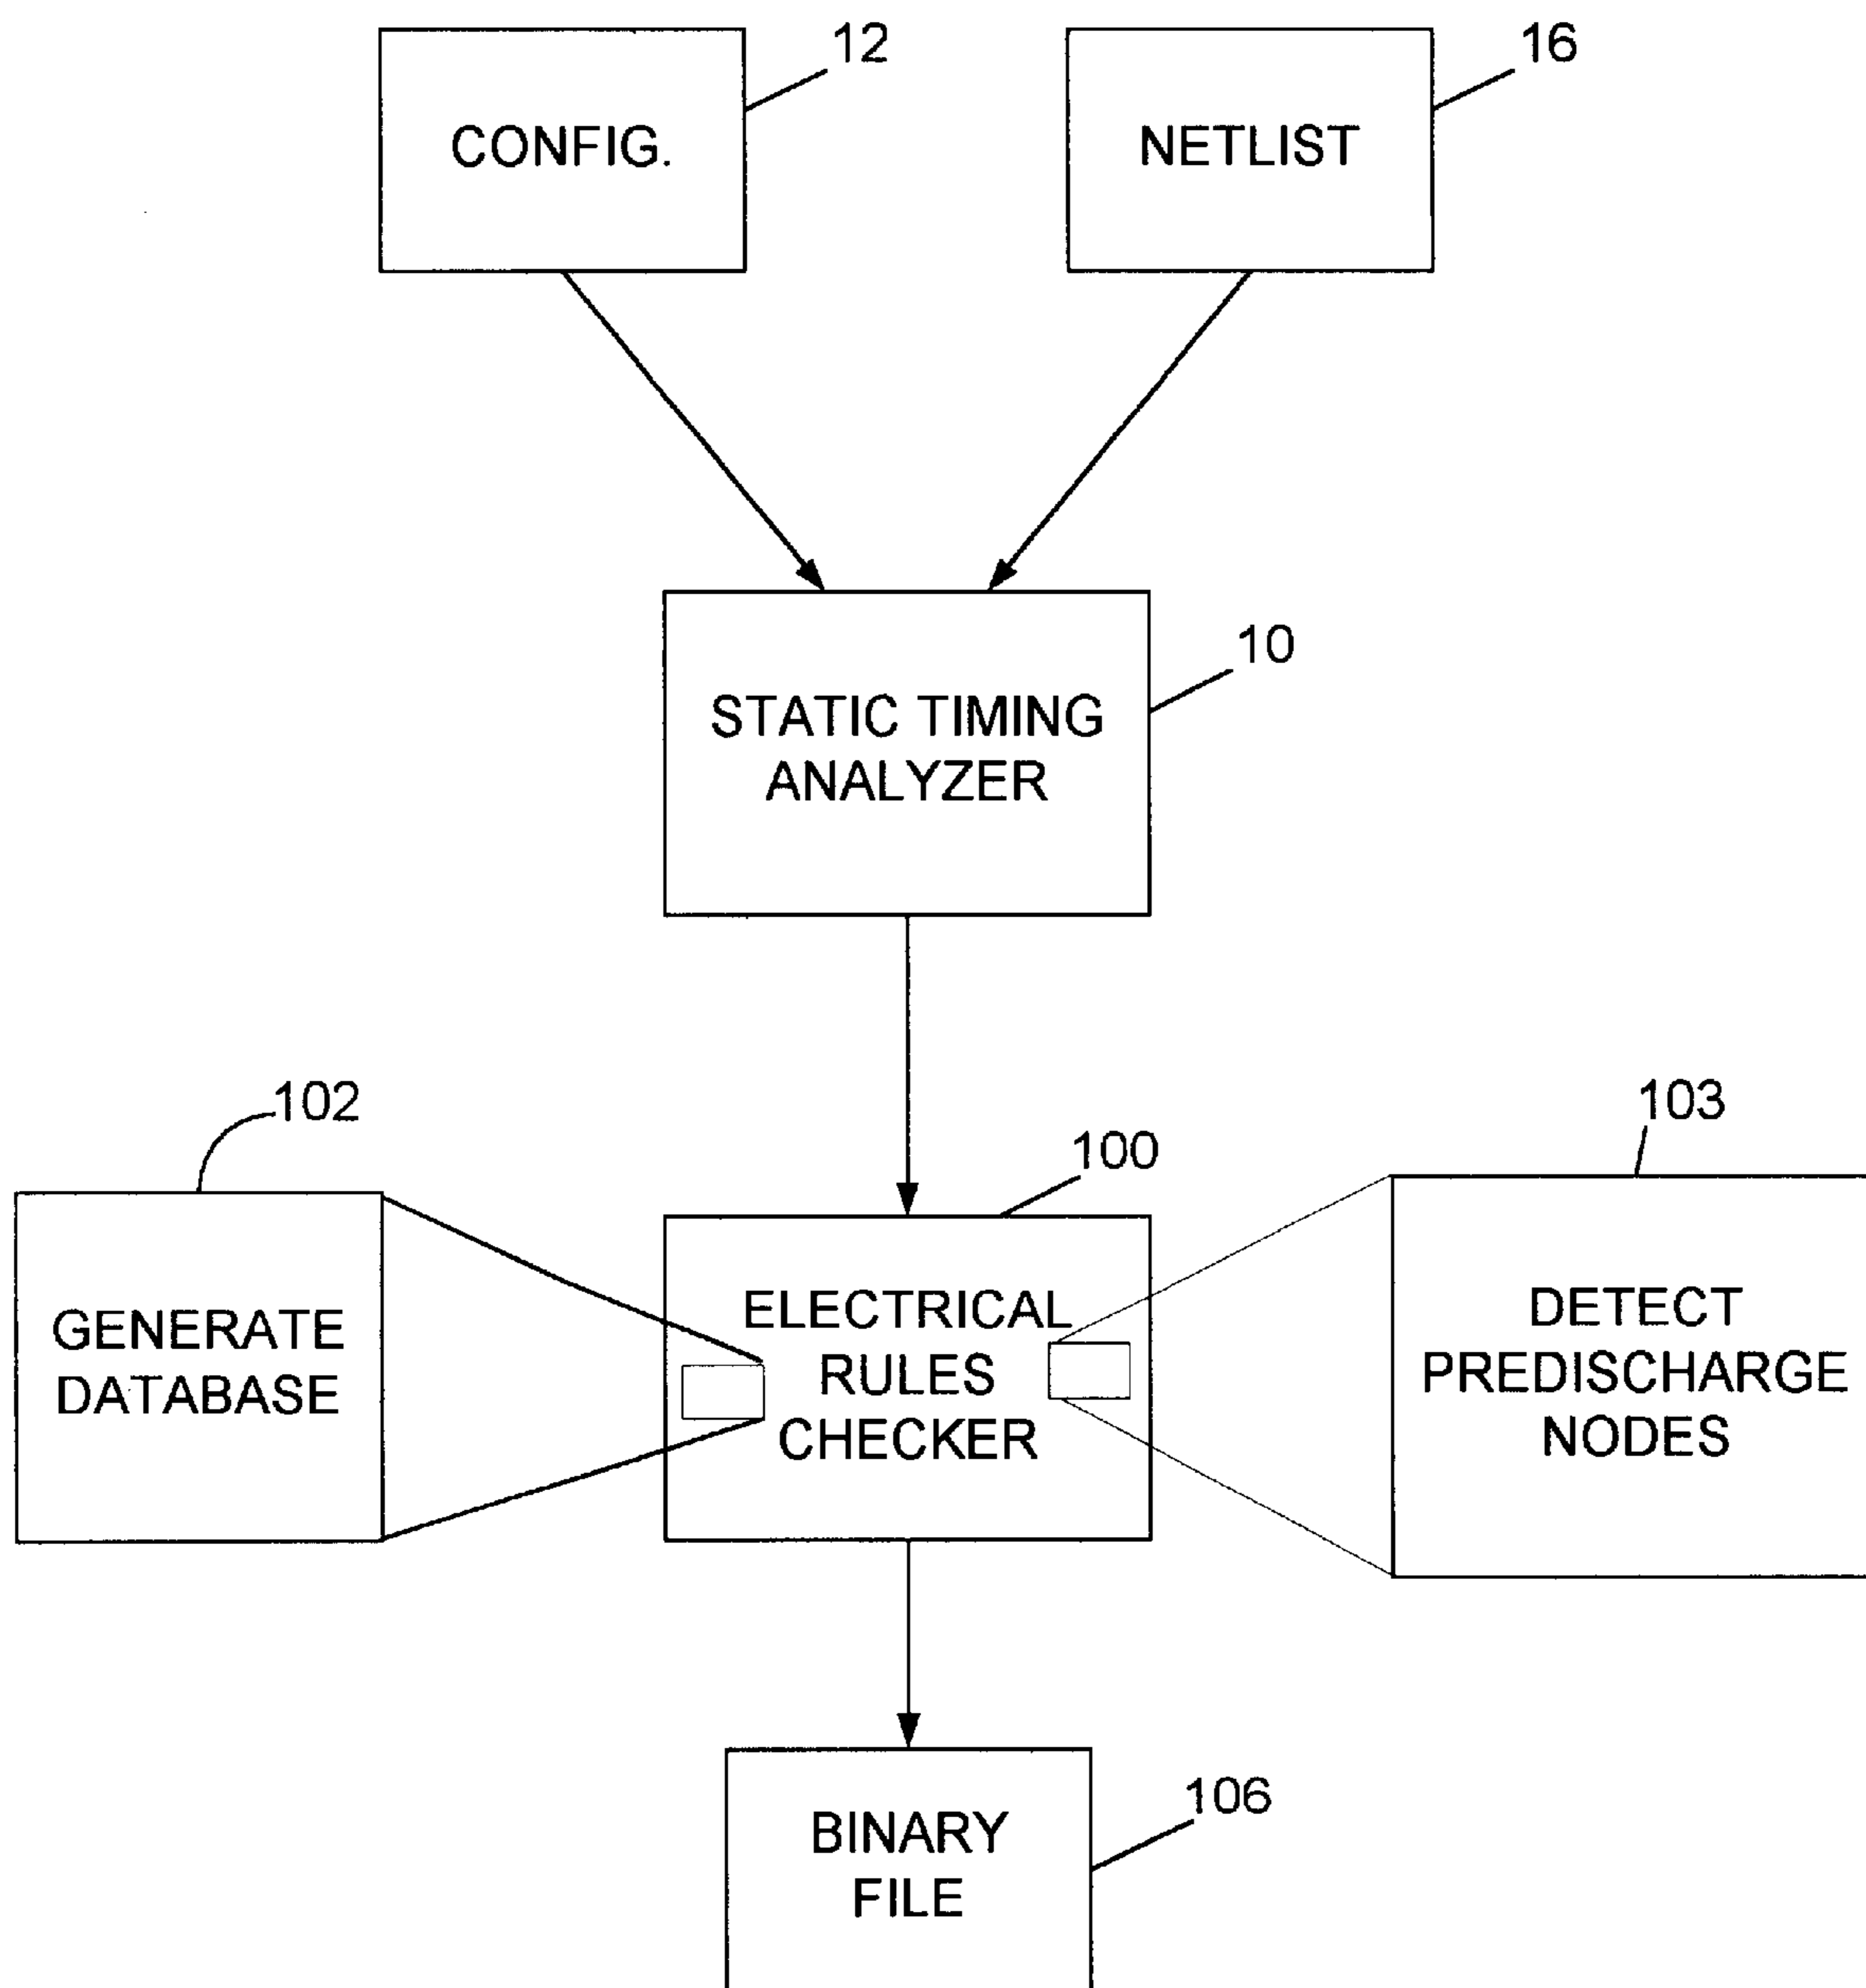 12
16
CONFIG.
NETLIST
10
STATIC TIMING
ANALYZER
102
103
100
GENERATE
DATABASE
ELECTRICAL
RULES
CHECKER
DETECT
PREDISCHARGE
NODES
106
BINARY
FILE